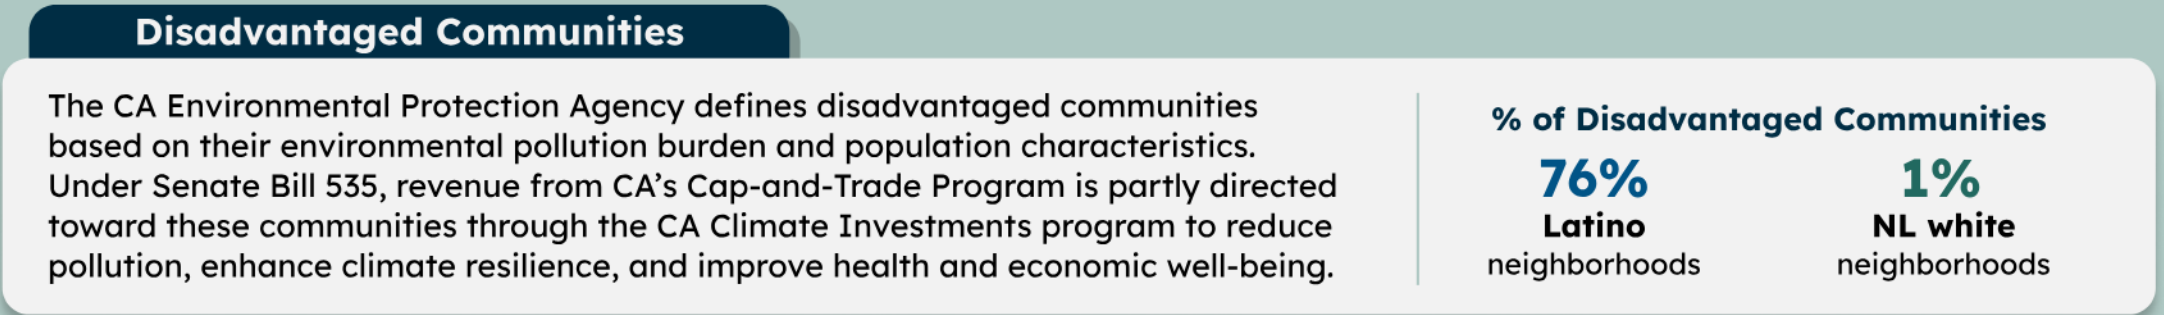 Disadvantaged Communities
The CA Environmental Protection Agency defines disadvantaged communities
based on their environmental pollution burden and population characteristics.
Under Senate Bill 535, revenue from CA’s Cap-and-Trade Program is partly directed
toward these communities through the CA Climate Investments program to reduce
pollution, enhance climate resilience, and improve health and economic well-being.
% of Disadvantaged Communities
76%
Latino
neighborhoods
1%
NL white
neighborhoods